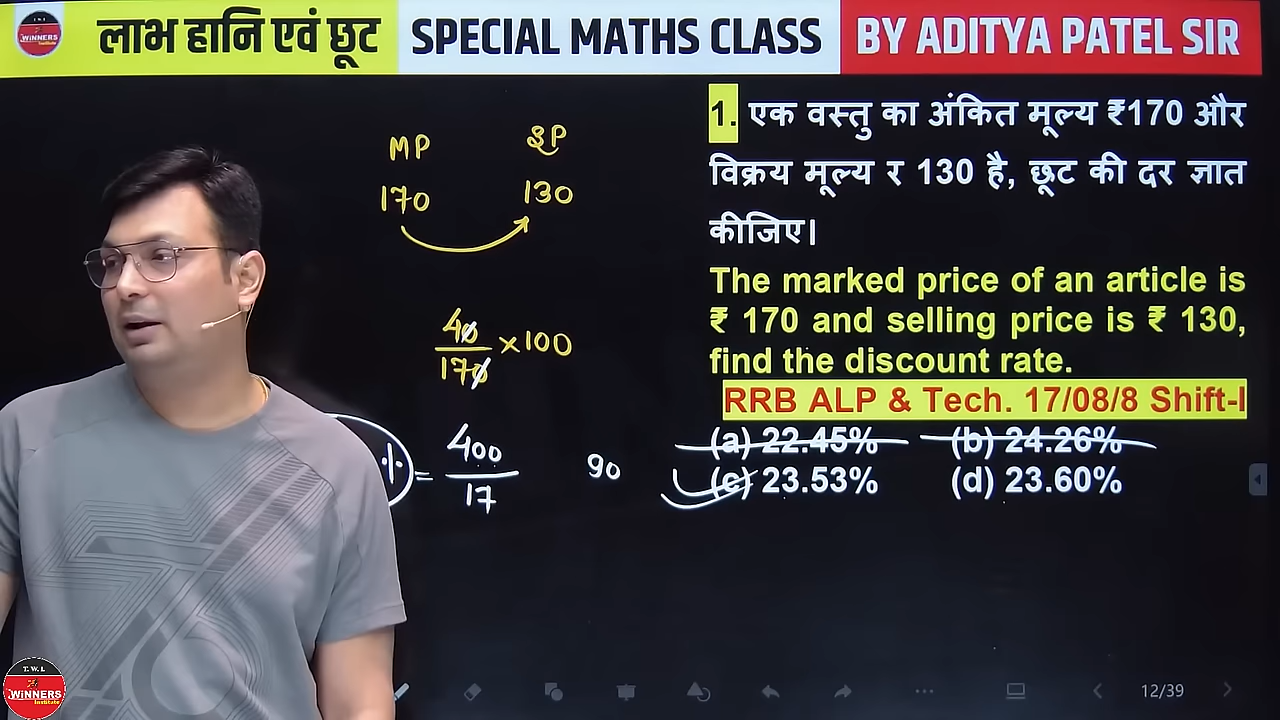 WiNNERS
Institute
लाभ हानि एवं छूट
SPECIAL MATHS CLASS
BY ADITYA PATEL SIR
1. एक वस्तु का अंकित मूल्य ₹170 और
विक्रय मूल्य र 130 है, छूट की दर ज्ञात
कीजिए।
The marked price of an article is
₹ 170 and selling price is ₹ 130,
find the discount rate.
RRB ALP & Tech. 17/08/8 Shift-I
(a) 22.45% (b) 24.26%
(c) 23.53% (d) 23.60%
MP SP
170 130
40/170 ×100
% = 400/17 90
T.W.I.
WiNNERS
Institute
12/39